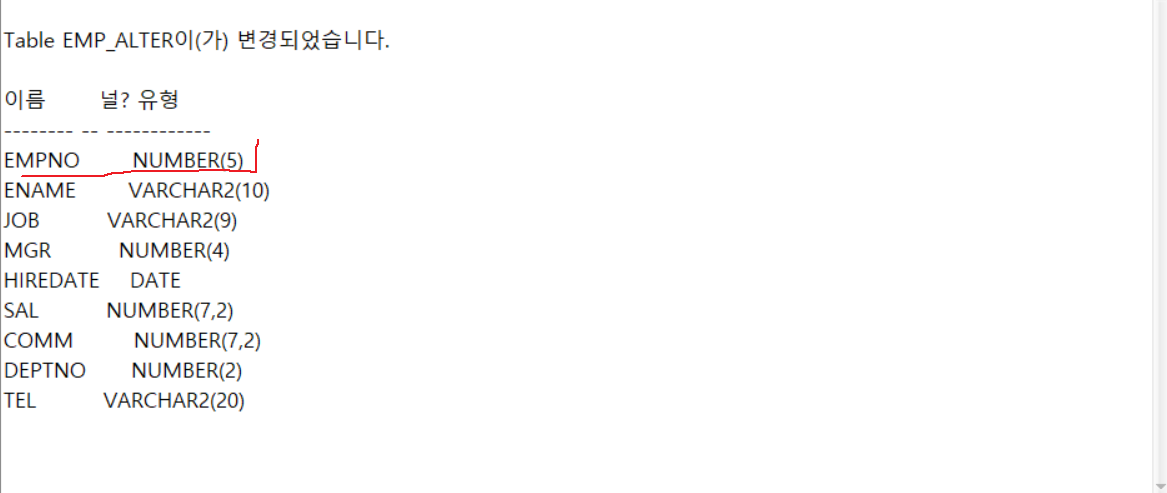 Table EMP_ALTER이(가) 변경되었습니다.
이름 널? 유형
-------- -- ------------
EMPNO NUMBER(5)
ENAME VARCHAR2(10)
JOB VARCHAR2(9)
MGR NUMBER(4)
HIREDATE DATE
SAL NUMBER(7,2)
COMM NUMBER(7,2)
DEPTNO NUMBER(2)
TEL VARCHAR2(20)